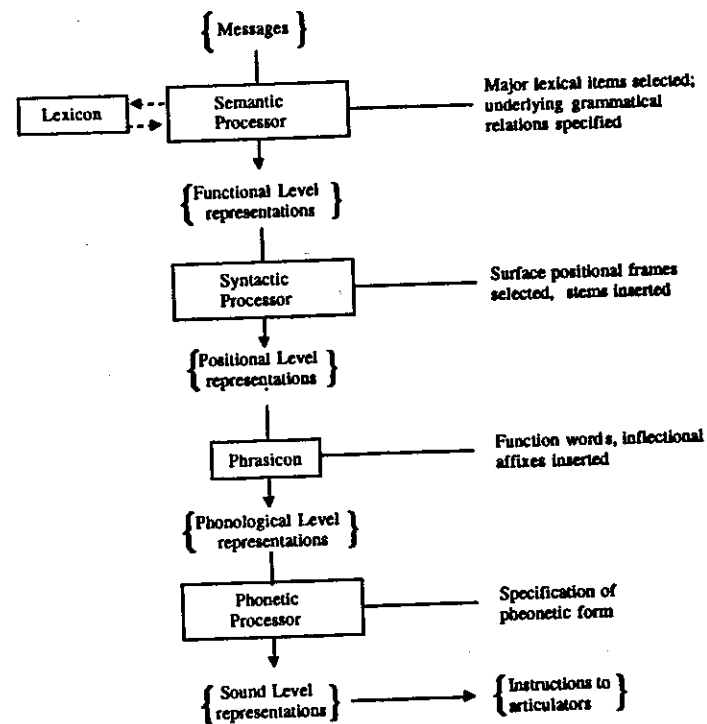 {Messages}
Lexicon
Semantic
Processor
Major lexical items selected;
underlying grammatical
relations specified
{Functional Level
representations}
Syntactic
Processor
Surface positional frames
selected, stems inserted
{Positional Level
representations}
Phrasicon
Function words, inflectional
affixes inserted
{Phonological Level
representations}
Phonetic
Processor
Specification of
pheonetic form
{Sound Level
representations}
{Instructions to
articulators}